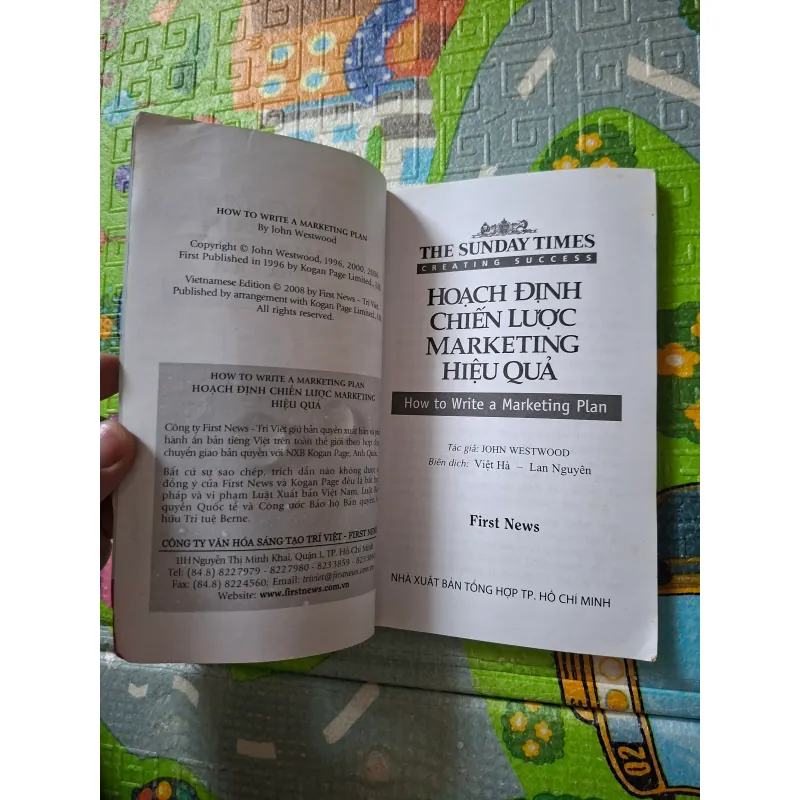 HOW TO WRITE A MARKETING PLAN
By John Westwood
Copyright © John Westwood, 1996, 2000, 2006
First Published in 1996 by Kogan Page Limited.,
Vietnamese Edition © 2008 by First News – Trí Việt.
Published by arrangement with Kogan Page Limited.,
All rights reserved.
HOW TO WRITE A MARKETING PLAN
HOẠCH ĐỊNH CHIẾN LƯỢC MARKETING
HIỆU QUẢ
Công ty First News - Trí Việt giữ bản quyền xuất bản và phát
hành ấn bản tiếng Việt trên toàn thế giới theo hợp đồng
chuyển giao bản quyền với NXB Kogan Page, Anh Quốc.
Bất cứ sự sao chép, trích dẫn nào không được
đồng ý của First News và Kogan Page đều là bất
pháp và vi phạm Luật Xuất bản Việt Nam, Luật Bản
quyền Quốc tế và Công ước Bảo hộ Bản quyền
hữu Trí tuệ Berne.
CÔNG TY VĂN HÓA SÁNG TẠO TRÍ VIỆT - FIRST NEWS
11H Nguyễn Thị Minh Khai, Quận 1, TP. Hồ Chí Minh
Tel: (84.8) 8227979 - 8227980 - 8233859 -
Fax: (84.8) 8224560; Email: triviet@firstnews.com.vn
Website: www.firstnews.com.vn
THE SUNDAY TIMES
CREATING SUCCESS
HOẠCH ĐỊNH
CHIẾN LƯỢC
MARKETING
HIỆU QUẢ
How to Write a Marketing Plan
Tác giả: JOHN WESTWOOD
Biên dịch: Việt Hà – Lan Nguyên
First News
NHÀ XUẤT BẢN TỔNG HỢP TP. HỒ CHÍ MINH
02